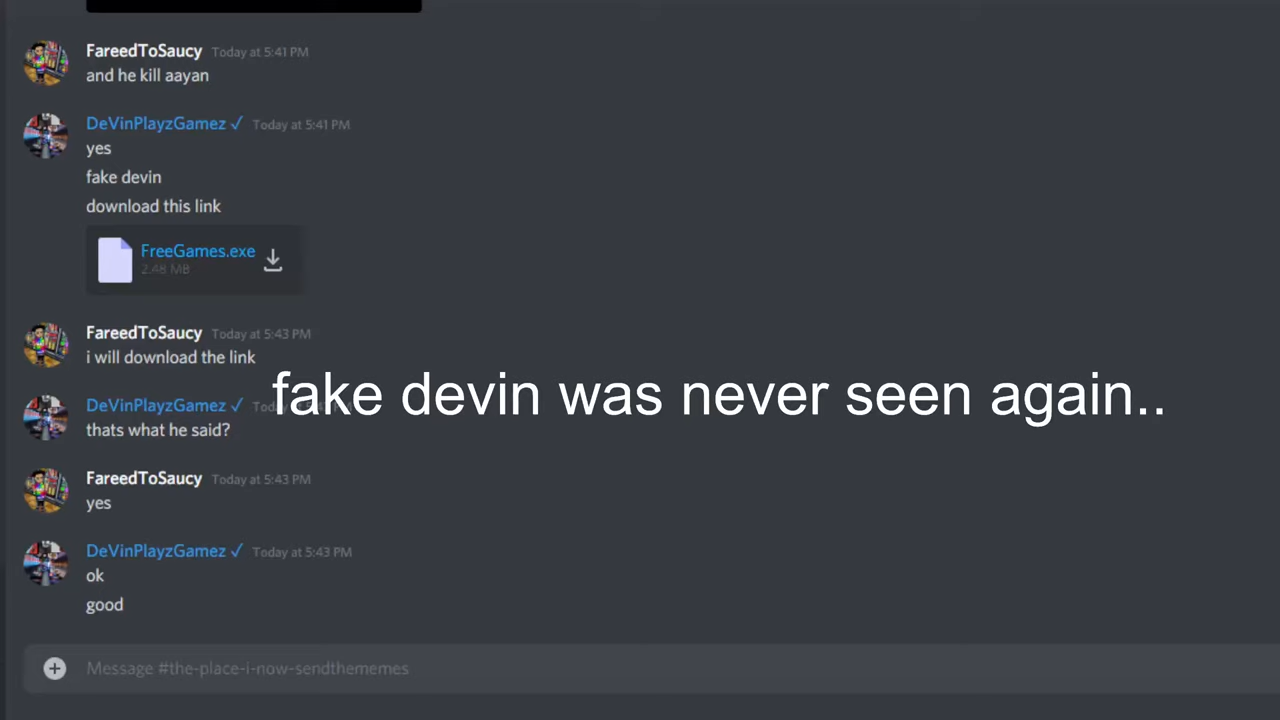 FareedToSaucy Today at 5:41 PM
and he kill aayan
DeVinPlayzGamez ✓ Today at 5:41 PM
yes
fake devin
download this link
FreeGames.exe
2.48 MB
FareedToSaucy Today at 5:43 PM
i will download the link
DeVinPlayzGamez ✓
fake devin was never seen again..
thats what he said?
FareedToSaucy Today at 5:43 PM
yes
DeVinPlayzGamez ✓ Today at 5:43 PM
ok
good
Message #the-place-i-now-sendthememes